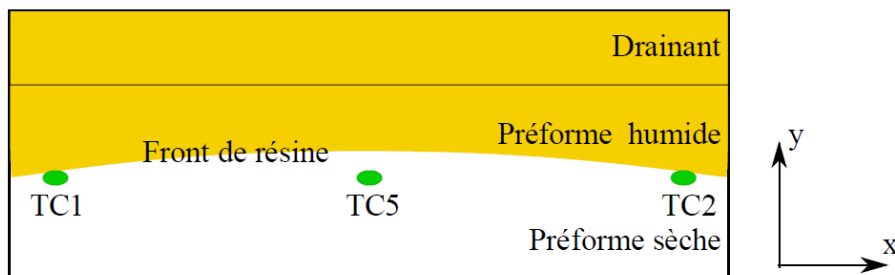 Drainant
Préforme humide
Front de résine
TC1
TC5
TC2
Préforme sèche
y
x